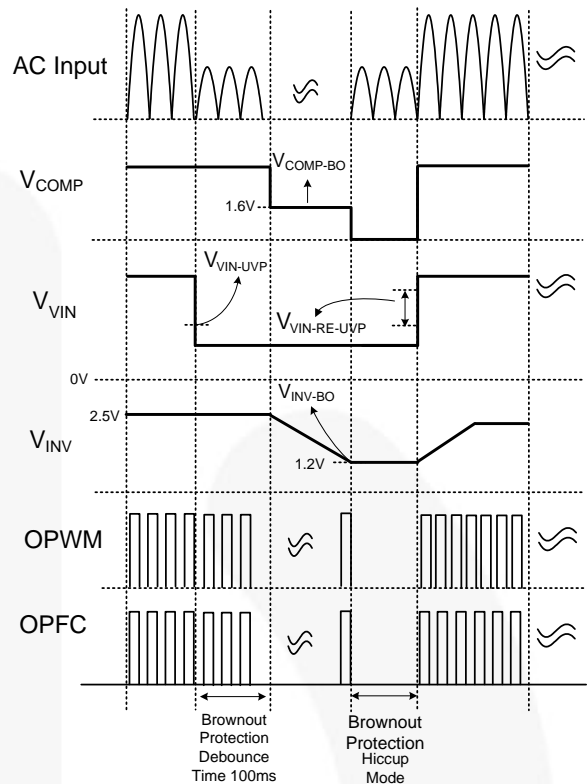 AC Input
VCOMP
VCOMP-BO
1.6V
VVIN-UVP
VVIN
VVIN-RE-UVP
0V
VINV-BO
2.5V
VINV
1.2V
OPWM
OPFC
Brownout
Protection
Debounce
Time 100ms
Brownout
Protection
Hiccup
Mode